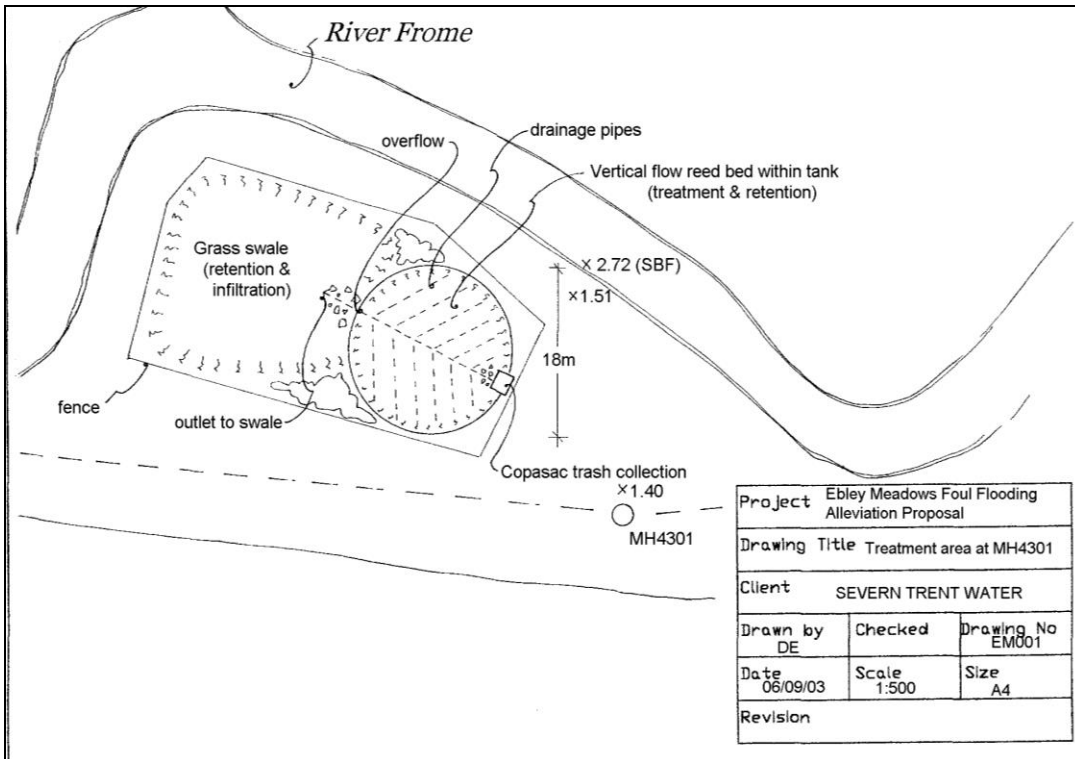 River Frome
drainage pipes
overflow
Vertical flow reed bed within tank
(treatment & retention)
Grass swale
(retention &
infiltration)
× 2.72 (SBF)
×1.51
18m
fence
outlet to swale
Copasac trash collection
×1.40
MH4301
Project Ebley Meadows Foul Flooding
Alleviation Proposal
Drawing Title Treatment area at MH4301
Client SEVERN TRENT WATER
Drawn by Checked Drawing No
DE EM001
Date Scale Size
06/09/03 1:500 A4
Revision